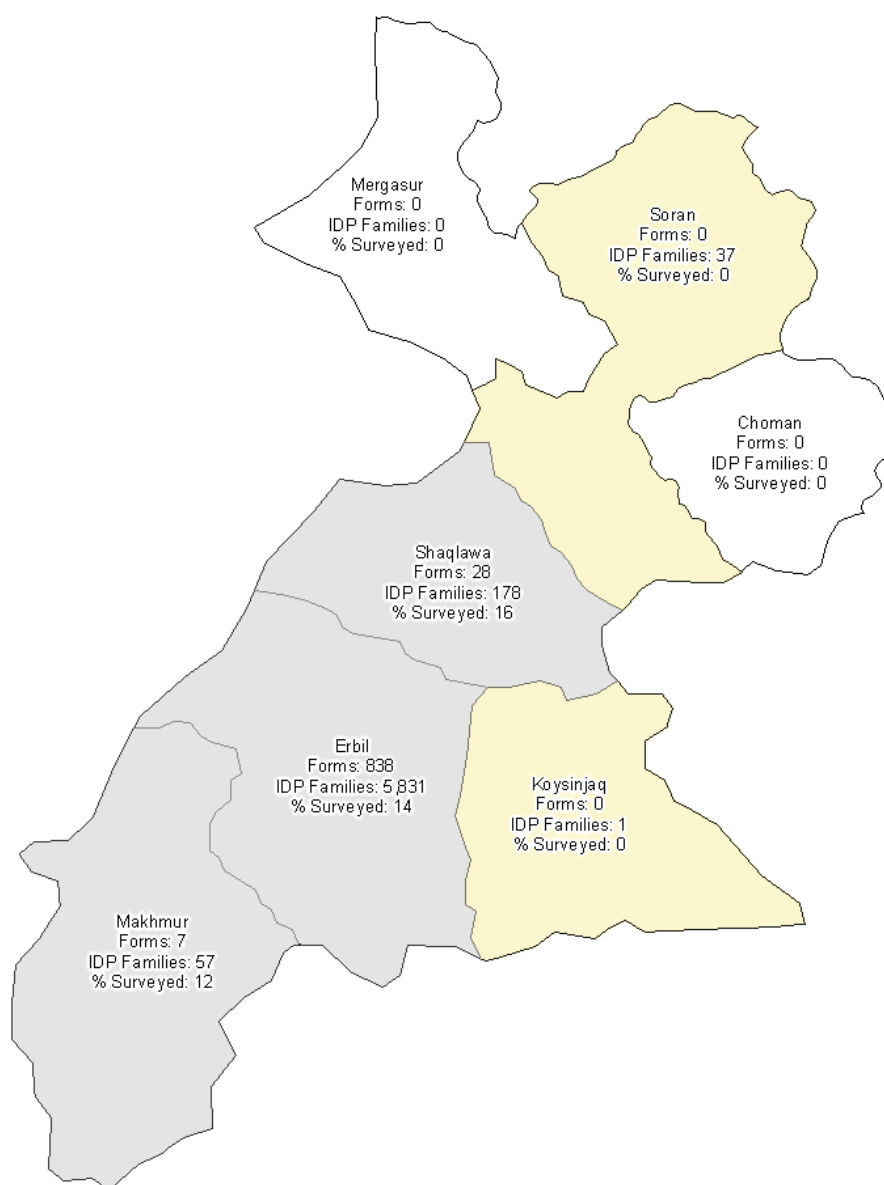 Mergasur
Forms: 0
IDP Families: 0
% Surveyed: 0
Soran
Forms: 0
IDP Families: 37
% Surveyed: 0
Choman
Forms: 0
IDP Families: 0
% Surveyed: 0
Shaqlawa
Forms: 28
IDP Families: 178
% Surveyed: 16
Erbil
Forms: 838
IDP Families: 5,831
% Surveyed: 14
Koysinjaq
Forms: 0
IDP Families: 1
% Surveyed: 0
Makhmur
Forms: 7
IDP Families: 57
% Surveyed: 12